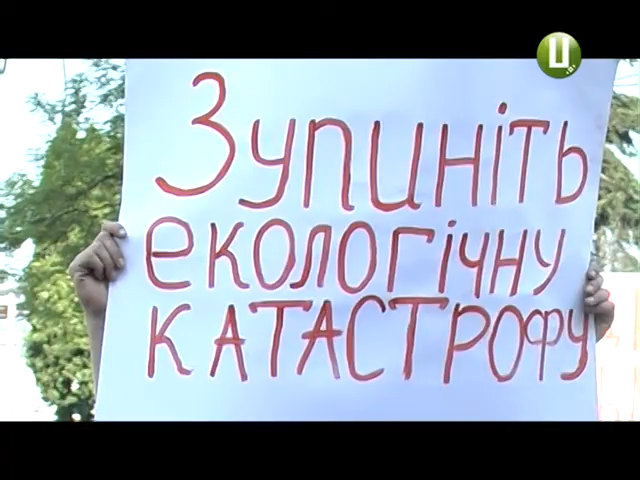 Ц
Зупиніть
екологічну
катастрофу